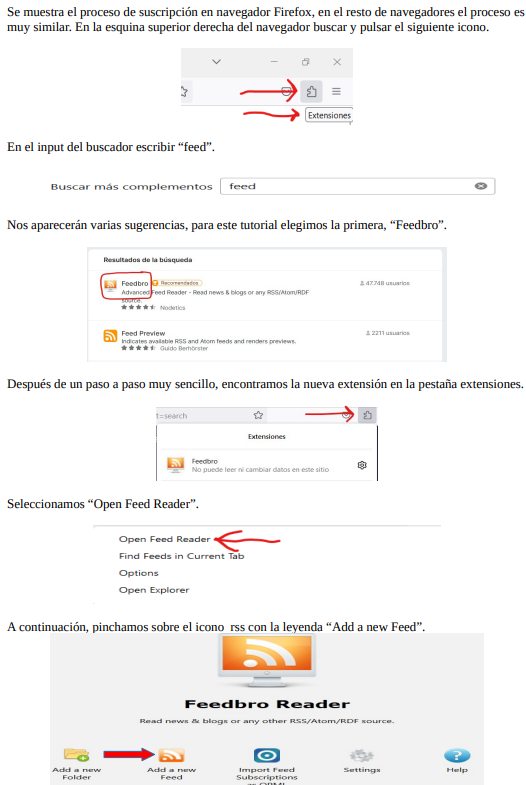 Se muestra el proceso de suscripción en navegador Firefox, en el resto de navegadores el proceso es
muy similar. En la esquina superior derecha del navegador buscar y pulsar el siguiente icono.
Extensiones
En el input del buscador escribir “feed”.
Buscar más complementos feed
Nos aparecerán varias sugerencias, para este tutorial elegimos la primera, “Feedbro”.
Resultados de la búsqueda
Feedbro Recomendados 47.748 usuarios
Advanced Feed Reader - Read news & blogs or any RSS/Atom/RDF
source.
Nodetics
Feed Preview 2211 usuarios
Indicates available RSS and Atom feeds and renders previews.
Guido Berhörster
Después de un paso a paso muy sencillo, encontramos la nueva extensión en la pestaña extensiones.
t=search
Extensiones
Feedbro
No puede leer ni cambiar datos en este sitio
Seleccionamos “Open Feed Reader”.
Open Feed Reader
Find Feeds in Current Tab
Options
Open Explorer
A continuación, pinchamos sobre el icono rss con la leyenda “Add a new Feed”.
Feedbro Reader
Read news & blogs or any other RSS/Atom/RDF source.
Add a new Folder
Add a new Feed
Import Feed Subscriptions as OPML
Settings
Help